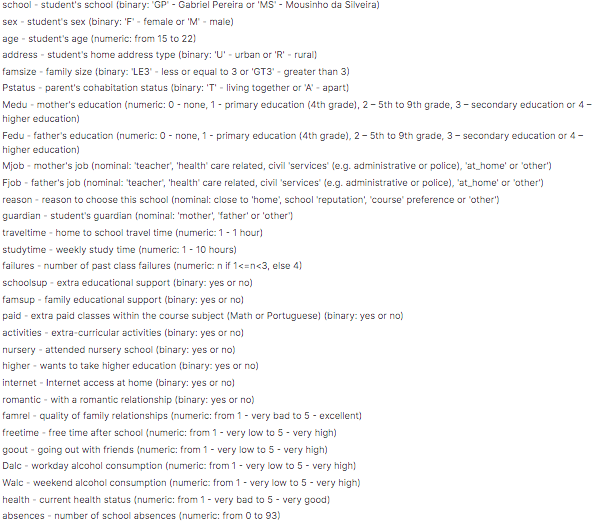 school - student's school (binary: 'GP' - Gabriel Pereira or 'MS' - Mousinho da Silveira)
sex - student's sex (binary: 'F' - female or 'M' - male)
age - student's age (numeric: from 15 to 22)
address - student's home address type (binary: 'U' - urban or 'R' - rural)
famsize - family size (binary: 'LE3' - less or equal to 3 or 'GT3' - greater than 3)
Pstatus - parent's cohabitation status (binary: 'T' - living together or 'A' - apart)
Medu - mother's education (numeric: 0 - none, 1 - primary education (4th grade), 2 – 5th to 9th grade, 3 – secondary education or 4 –
higher education)
Fedu - father's education (numeric: 0 - none, 1 - primary education (4th grade), 2 – 5th to 9th grade, 3 – secondary education or 4 –
higher education)
Mjob - mother's job (nominal: 'teacher', 'health' care related, civil 'services' (e.g. administrative or police), 'at_home' or 'other')
Fjob - father's job (nominal: 'teacher', 'health' care related, civil 'services' (e.g. administrative or police), 'at_home' or 'other')
reason - reason to choose this school (nominal: close to 'home', school 'reputation', 'course' preference or 'other')
guardian - student's guardian (nominal: 'mother', 'father' or 'other')
traveltime - home to school travel time (numeric: 1 - 1 hour)
studytime - weekly study time (numeric: 1 - 10 hours)
failures - number of past class failures (numeric: n if 1<=n<3, else 4)
schoolsup - extra educational support (binary: yes or no)
famsup - family educational support (binary: yes or no)
paid - extra paid classes within the course subject (Math or Portuguese) (binary: yes or no)
activities - extra-curricular activities (binary: yes or no)
nursery - attended nursery school (binary: yes or no)
higher - wants to take higher education (binary: yes or no)
internet - Internet access at home (binary: yes or no)
romantic - with a romantic relationship (binary: yes or no)
famrel - quality of family relationships (numeric: from 1 - very bad to 5 - excellent)
freetime - free time after school (numeric: from 1 - very low to 5 - very high)
goout - going out with friends (numeric: from 1 - very low to 5 - very high)
Dalc - workday alcohol consumption (numeric: from 1 - very low to 5 - very high)
Walc - weekend alcohol consumption (numeric: from 1 - very low to 5 - very high)
health - current health status (numeric: from 1 - very bad to 5 - very good)
absences - number of school absences (numeric: from 0 to 93)